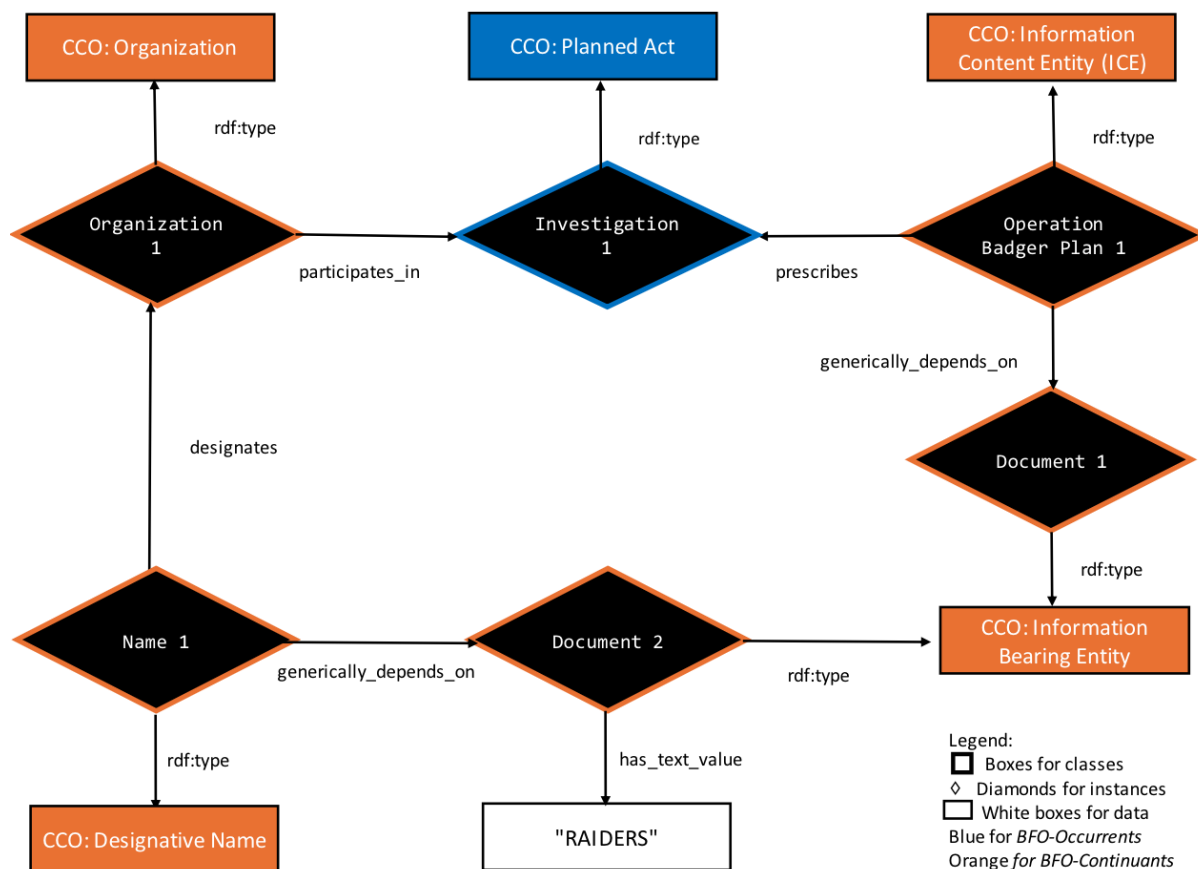 CCO: Organization
CCO: Planned Act
CCO: Information
Content Entity (ICE)
rdf:type
rdf:type
rdf:type
Organization
1
Investigation
1
Operation
Badger Plan 1
participates_in
prescribes
generically_depends_on
designates
Document 1
rdf:type
Name 1
Document 2
CCO: Information
Bearing Entity
generically_depends_on
rdf:type
rdf:type
has_text_value
CCO: Designative Name
"RAIDERS"
Legend:
Boxes for classes
Diamonds for instances
White boxes for data
Blue for BFO-Occurrents
Orange for BFO-Continuants